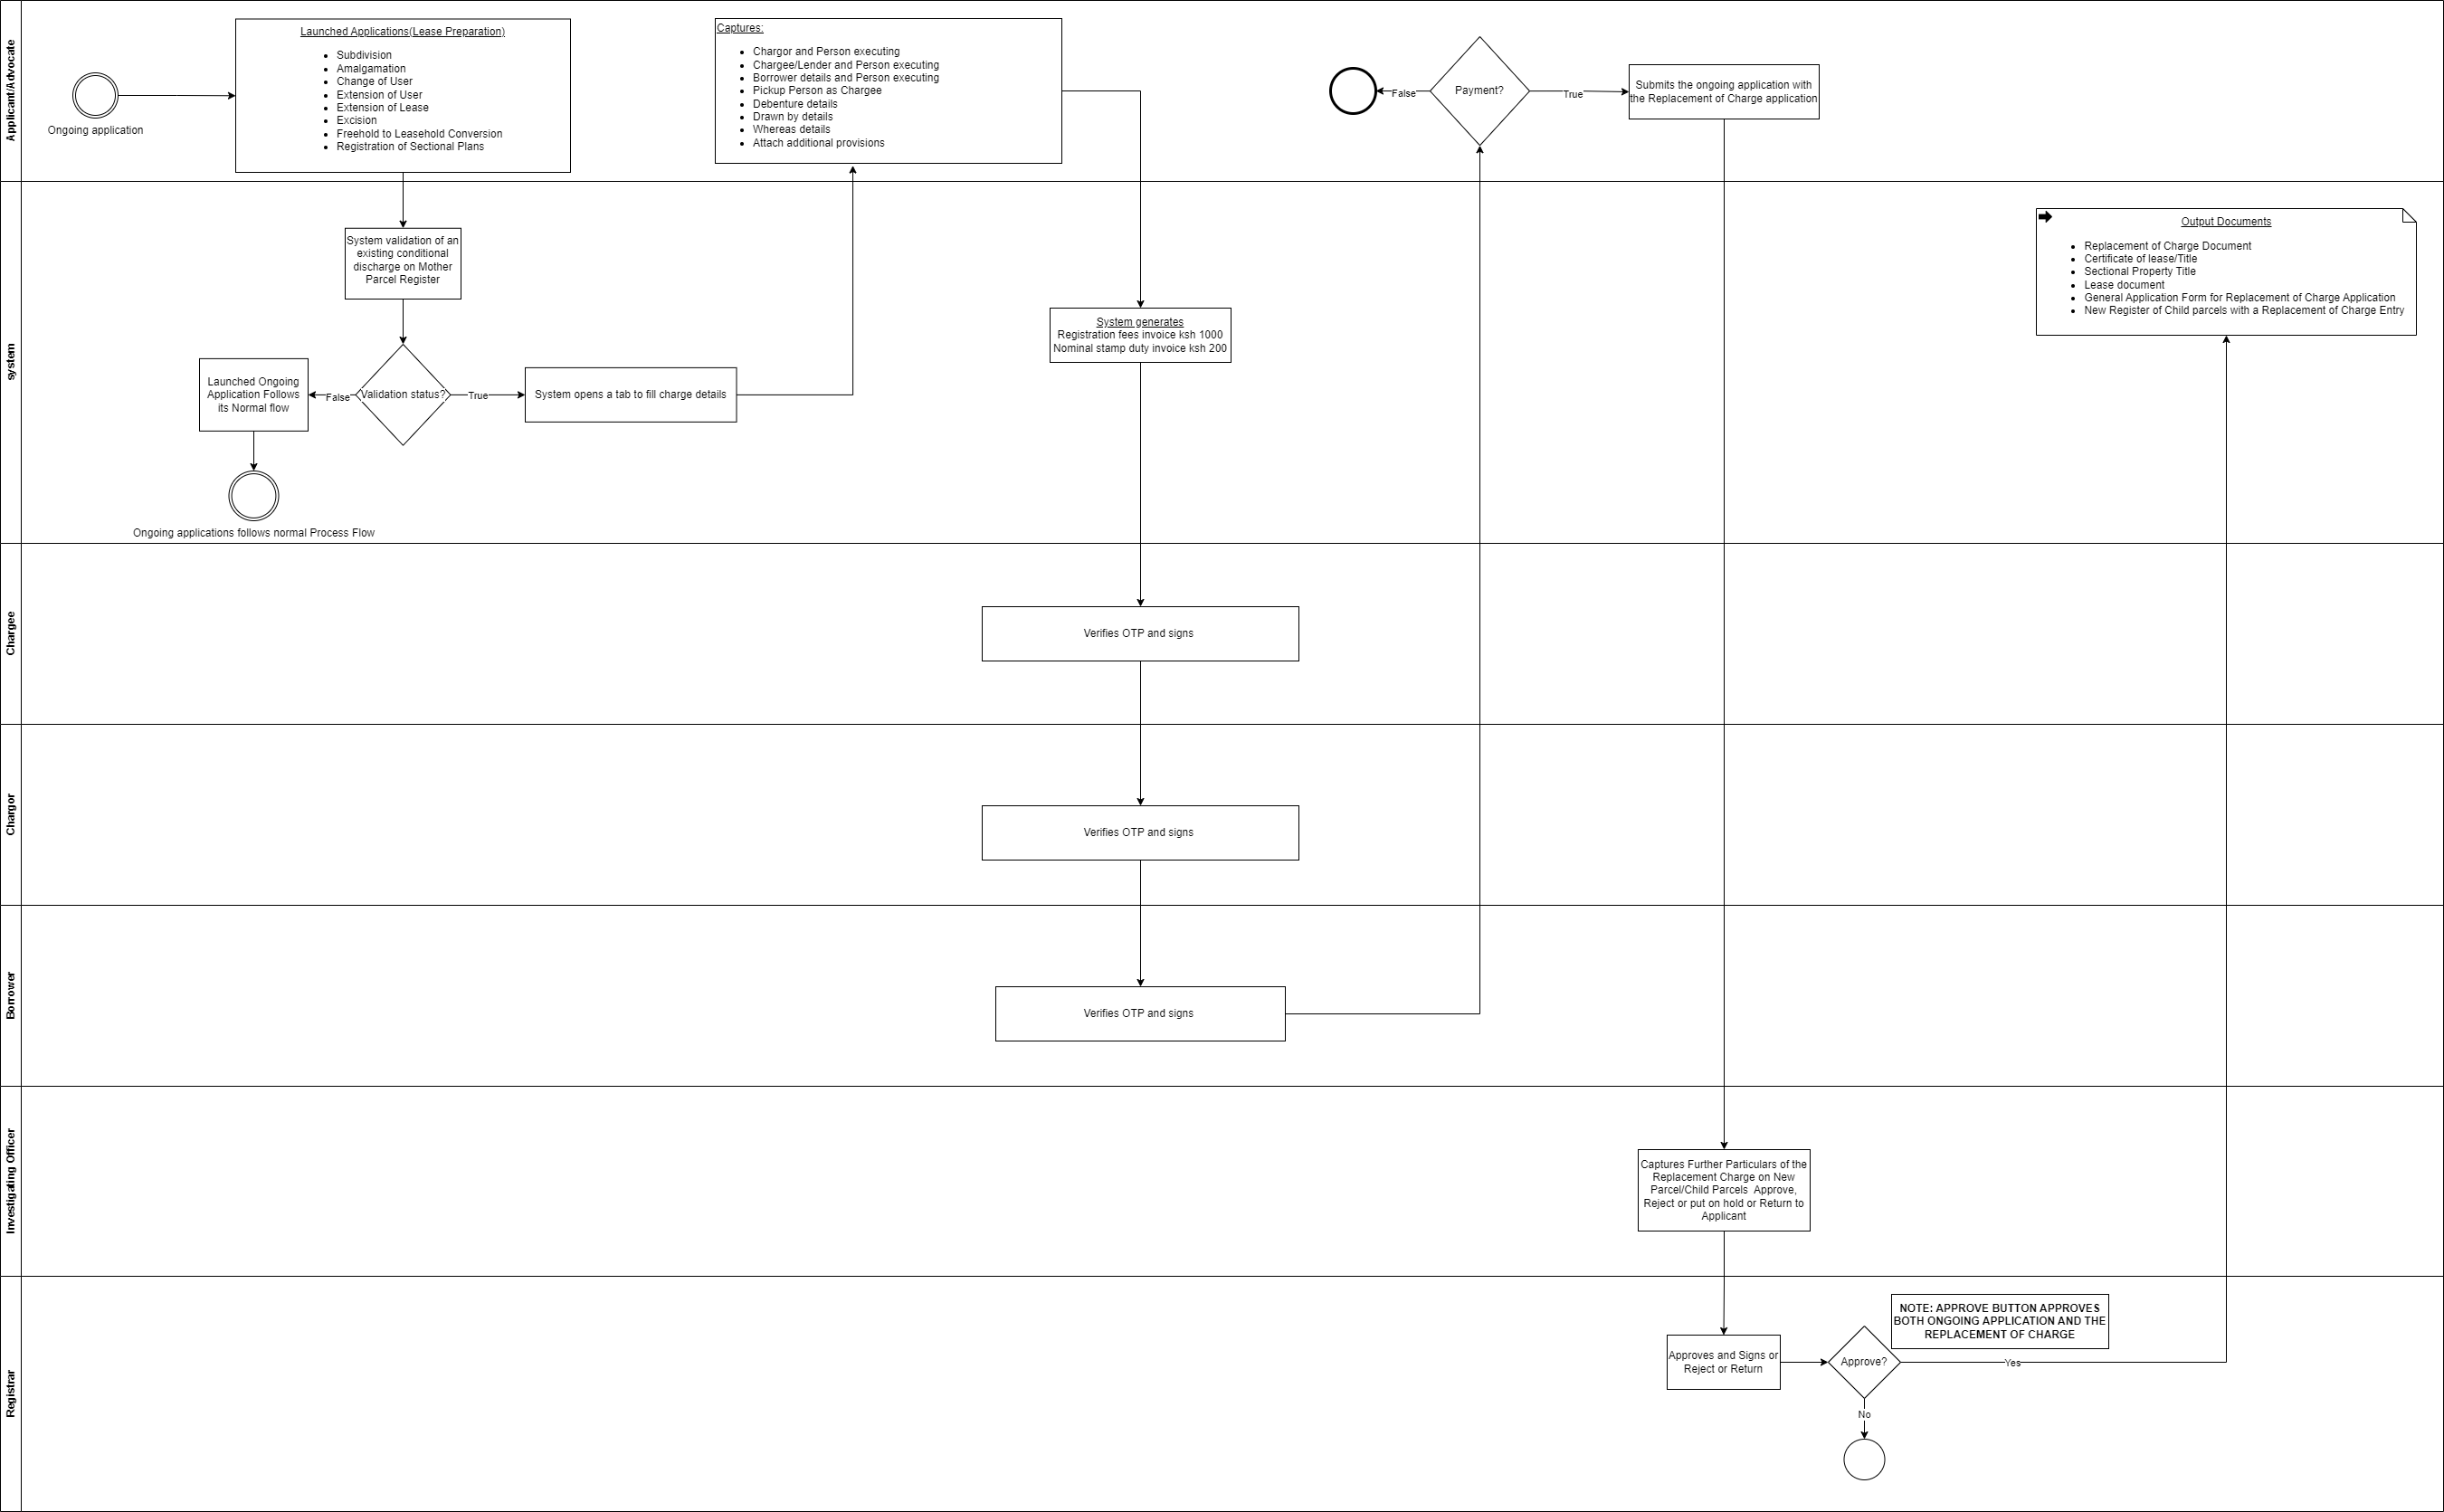 Applicant/Advocate
Ongoing application
Launched Applications(Lease Preparation)
Subdivision
Amalgamation
Change of User
Extension of User
Extension of Lease
Excision
Freehold to Leasehold Conversion
Registration of Sectional Plans
Captures:
Chargor and Person executing
Chargee/Lender and Person executing
Borrower details and Person executing
Pickup Person as Chargee
Debenture details
Drawn by details
Whereas details
Attach additional provisions
False
Payment?
True
Submits the ongoing application with
the Replacement of Charge application
system
System validation of an
existing conditional
discharge on Mother
Parcel Register
Launched Ongoing
Application Follows
its Normal flow
False
Validation status?
True
System opens a tab to fill charge details
Ongoing applications follows normal Process Flow
System generates
Registration fees invoice ksh 1000
Nominal stamp duty invoice ksh 200
Output Documents
Replacement of Charge Document
Certificate of lease/Title
Sectional Property Title
Lease document
General Application Form for Replacement of Charge Application
New Register of Child parcels with a Replacement of Charge Entry
Chargee
Verifies OTP and signs
Chargor
Verifies OTP and signs
Borrower
Verifies OTP and signs
Investigating Officer
Captures Further Particulars of the
Replacement Charge on New
Parcel/Child Parcels  Approve,
Reject or put on hold or Return to
Applicant
Registrar
Approves and Signs or
Reject or Return
Approve?
NOTE: APPROVE BUTTON APPROVES
BOTH ONGOING APPLICATION AND THE
REPLACEMENT OF CHARGE
Yes
No